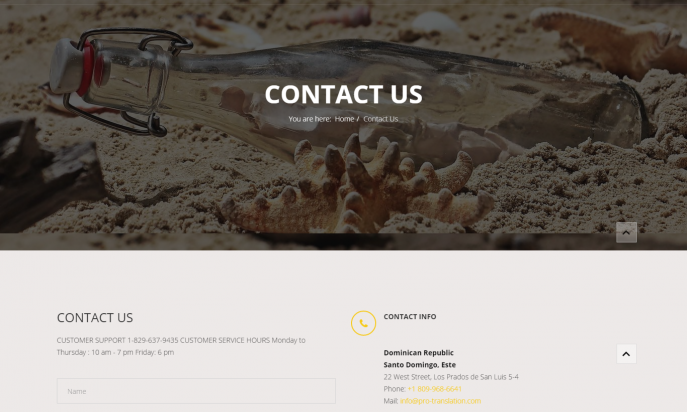 CONTACT US
You are here: Home / Contact Us
CONTACT US
CUSTOMER SUPPORT 1-829-637-9435 CUSTOMER SERVICE HOURS Monday to
Thursday : 10 am - 7 pm Friday: 6 pm
Name
CONTACT INFO
Dominican Republic
Santo Domingo, Este
22 West Street, Los Prados de San Luis 5-4
Phone: +1-809-968-6641
Mail: info@prv-translation.com